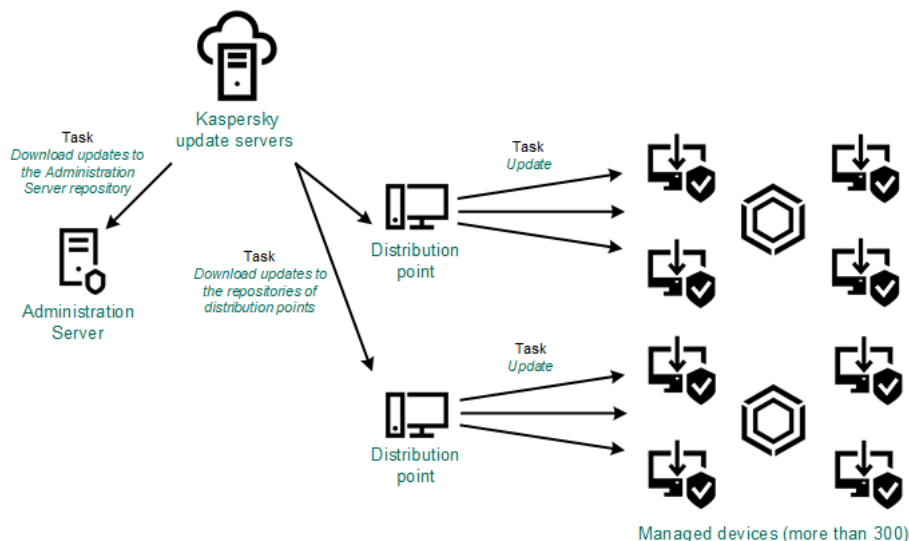 Kaspersky
update servers
Task
Download updates to
the Administration
Server repository
Administration
Server
Task
Download updates to
the repositories of
distribution points
Distribution
point
Task
Update
Distribution
point
Task
Update
Managed devices (more than 300)